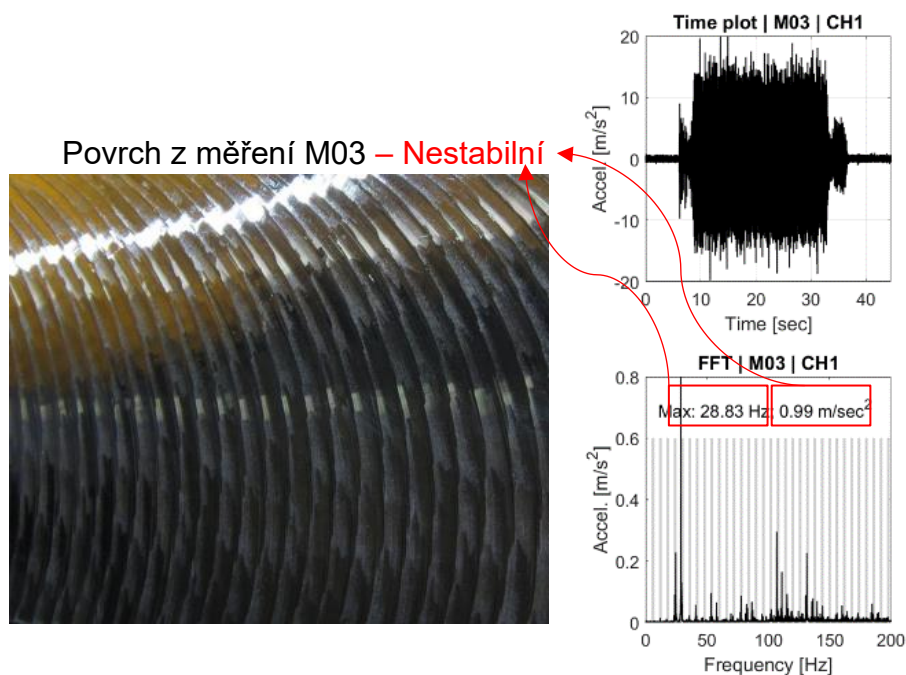 Povrch z měření M03 – Nestabilní
Time plot | M03 | CH1
Accel. [m/s2]
20
10
0
-10
-20
0 10 20 30 40
Time [sec]
FFT | M03 | CH1
Max: 28.83 Hz; 0.99 m/sec2
Accel. [m/s2]
0.8
0.6
0.4
0.2
0
0 50 100 150 200
Frequency [Hz]